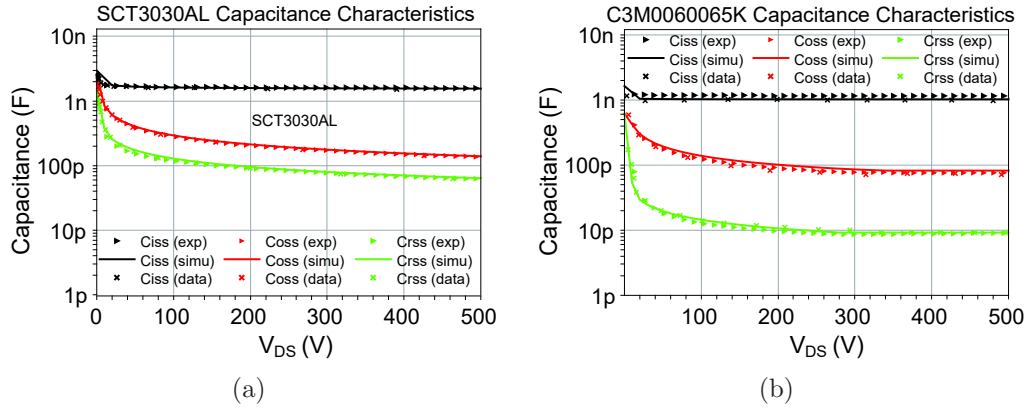 SCT3030AL Capacitance Characteristics
10n
1n
100p
10p
1p
Capacitance (F)
SCT3030AL
Ciss (exp) Coss (exp) Crss (exp)
Ciss (simu) Coss (simu) Crss (simu)
Ciss (data) Coss (data) Crss (data)
0 100 200 300 400 500
V_DS (V)
(a)
C3M0060065K Capacitance Characteristics
Ciss (exp) Coss (exp) Crss (exp)
Ciss (simu) Coss (simu) Crss (simu)
Ciss (data) Coss (data) Crss (data)
10n
1n
100p
10p
1p
Capacitance (F)
100 200 300 400 500
V_DS (V)
(b)